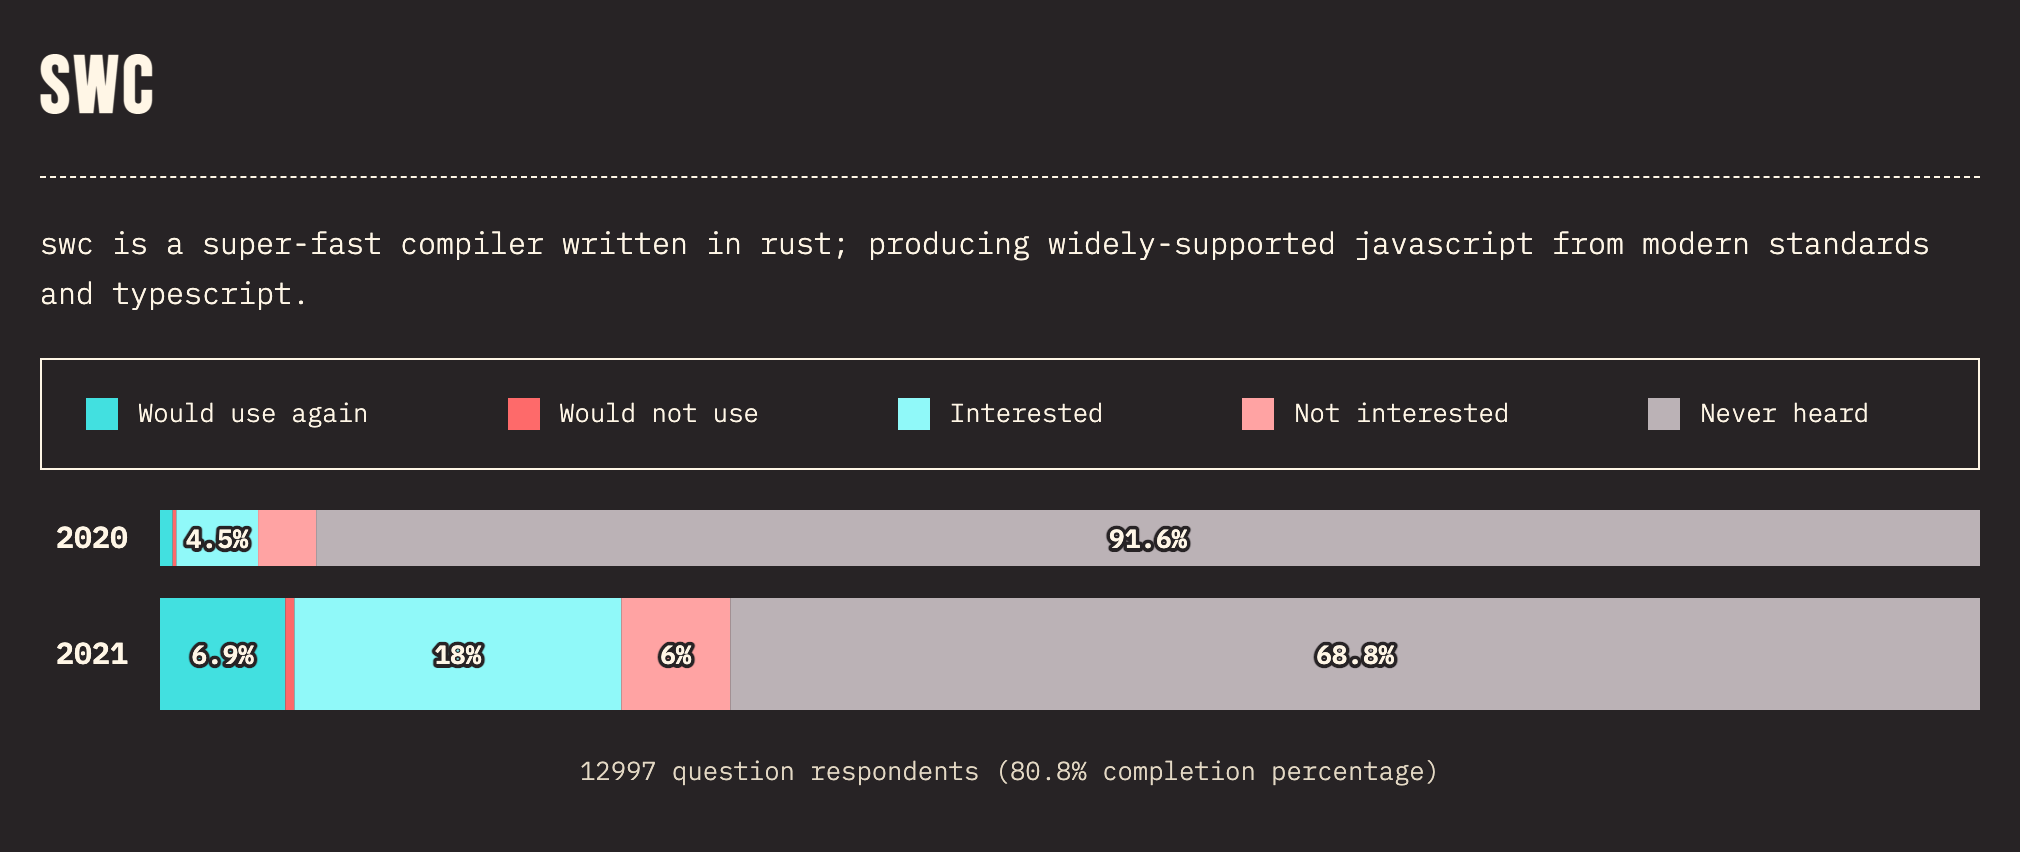 SWC
swc is a super-fast compiler written in rust; producing widely-supported javascript from modern standards
and typescript.
Would use again Would not use Interested Not interested Never heard
2020 4.5% 91.6%
2021 6.9% 18% 6% 68.8%
12997 question respondents (80.8% completion percentage)